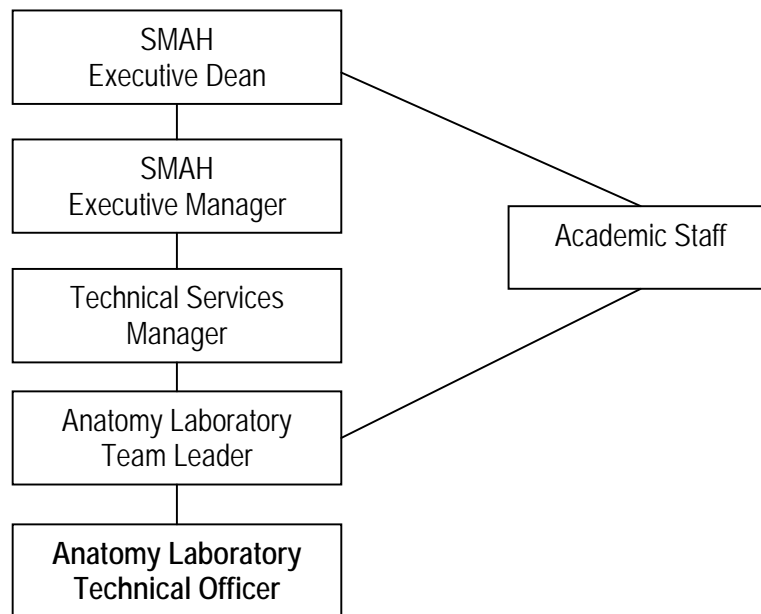 SMAH
Executive Dean
SMAH
Executive Manager
Academic Staff
Technical Services
Manager
Anatomy Laboratory
Team Leader
Anatomy Laboratory
Technical Officer